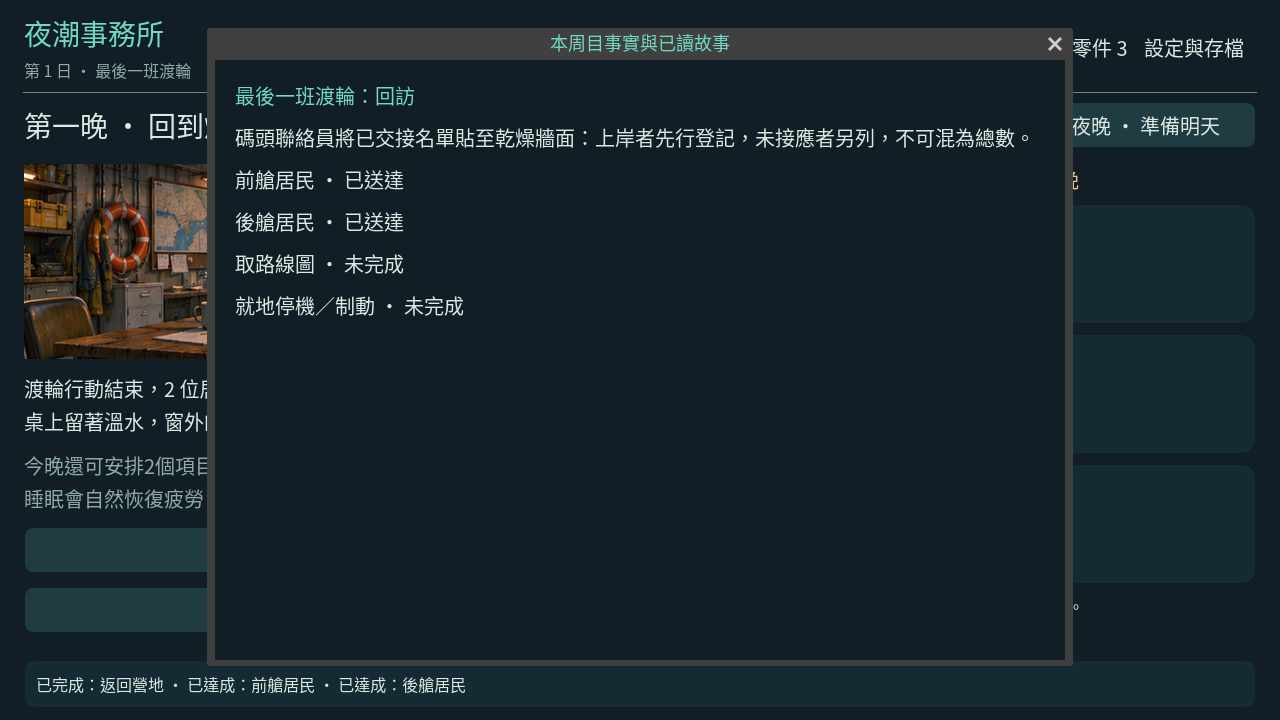 夜潮事務所
第 1 日 · 最後一班渡輪
零件 3 設定與存檔
本周目事實與已讀故事
最後一班渡輪：回訪
碼頭聯絡員將已交接名單貼至乾燥牆面：上岸者先行登記，未接應者另列，不可混為總數。
前艙居民 · 已送達
後艙居民 · 已送達
取路線圖 · 未完成
就地停機／制動 · 未完成
第一晚 · 回到
夜晚 · 準備明天
渡輪行動結束，2 位
桌上留著溫水，窗外
今晚還可安排2個項目
睡眠會自然恢復疲勞
已完成：返回營地 · 已達成：前艙居民 · 已達成：後艙居民